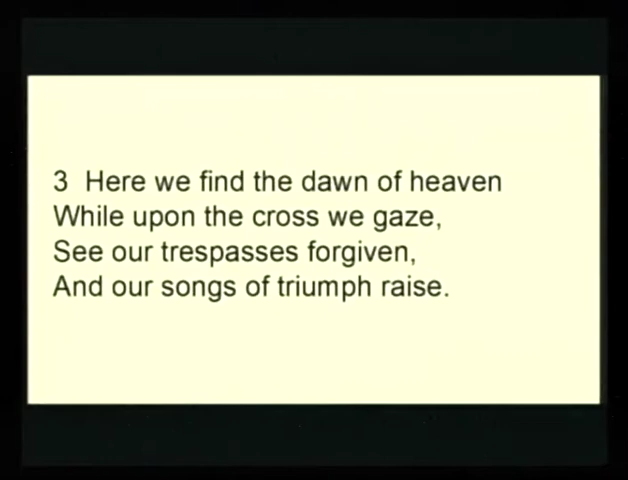 3 Here we find the dawn of heaven
While upon the cross we gaze,
See our trespasses forgiven,
And our songs of triumph raise.